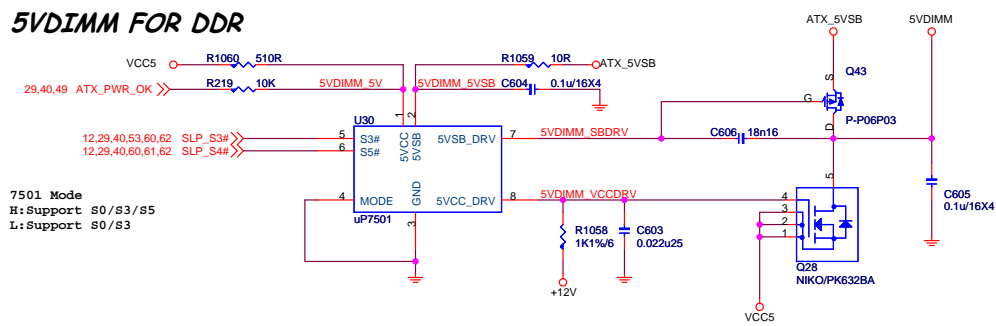 5VDIMM FOR DDR
ATX_5VSB 5VDIMM
VCC5 R1060 510R R1059 10R ATX_5VSB
29,40,49 ATX_PWR_OK R219 10K 5VDIMM_5V 5VDIMM_5VSB C604 0.1u/16X4
S Q43
G
D P-P06P03
1 2
U30
12,29,40,53,60,62 SLP_S3# 5 S3# 5VCC 5VSB 5VSB_DRV 7 5VDIMM_SBDRV C606 18n16
12,29,40,60,61,62 SLP_S4# 6 S5#
7501 Mode
H:Support S0/S3/S5
L:Support S0/S3
4 MODE GND 5VCC_DRV 8 5VDIMM_VCCDRV
uP7501
3
R1058
1K1%/6
C603
0.022u25
+12V
5
4
3
2
1
Q28
NIKO/PK632BA
VCC5
C605
0.1u/16X4